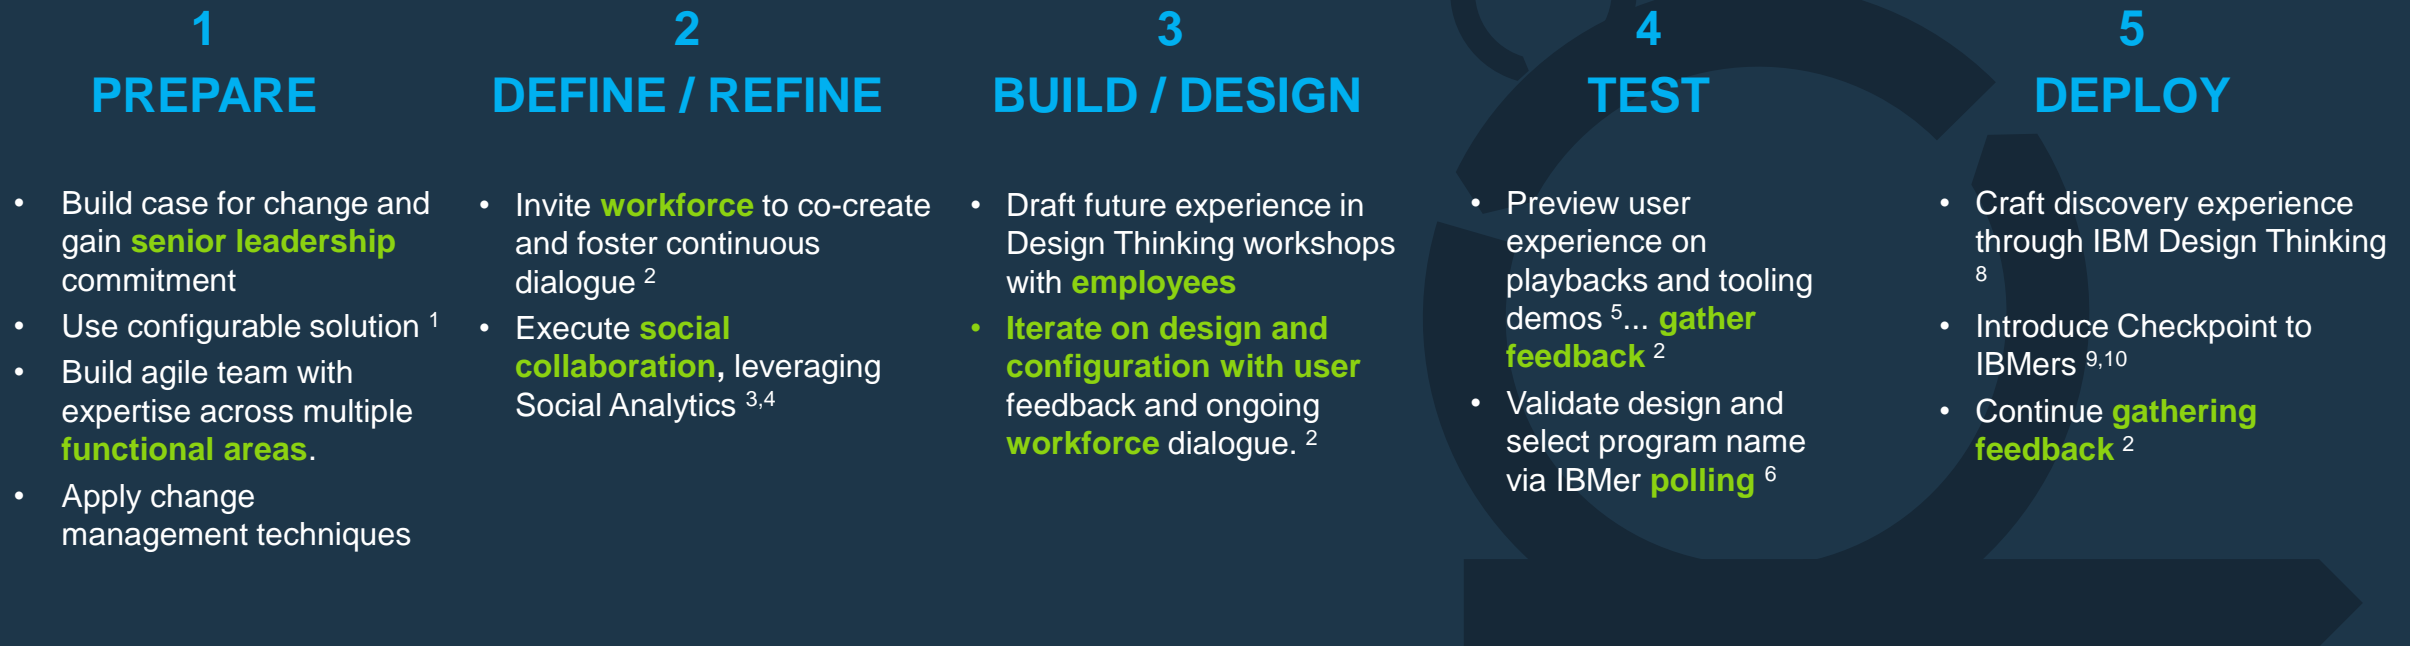 1
PREPARE
• Build case for change and
gain senior leadership
commitment
• Use configurable solution 1
• Build agile team with
expertise across multiple
functional areas.
• Apply change
management techniques
2
DEFINE / REFINE
• Invite workforce to co-create
and foster continuous
dialogue 2
• Execute social
collaboration, leveraging
Social Analytics 3,4
3
BUILD / DESIGN
• Draft future experience in
Design Thinking workshops
with employees
• Iterate on design and
configuration with user
feedback and ongoing
workforce dialogue. 2
4
TEST
• Preview user
experience on
playbacks and tooling
demos 5... gather
feedback 2
• Validate design and
select program name
via IBMer polling 6
5
DEPLOY
• Craft discovery experience
through IBM Design Thinking
8
• Introduce Checkpoint to
IBMers 9,10
• Continue gathering
feedback 2